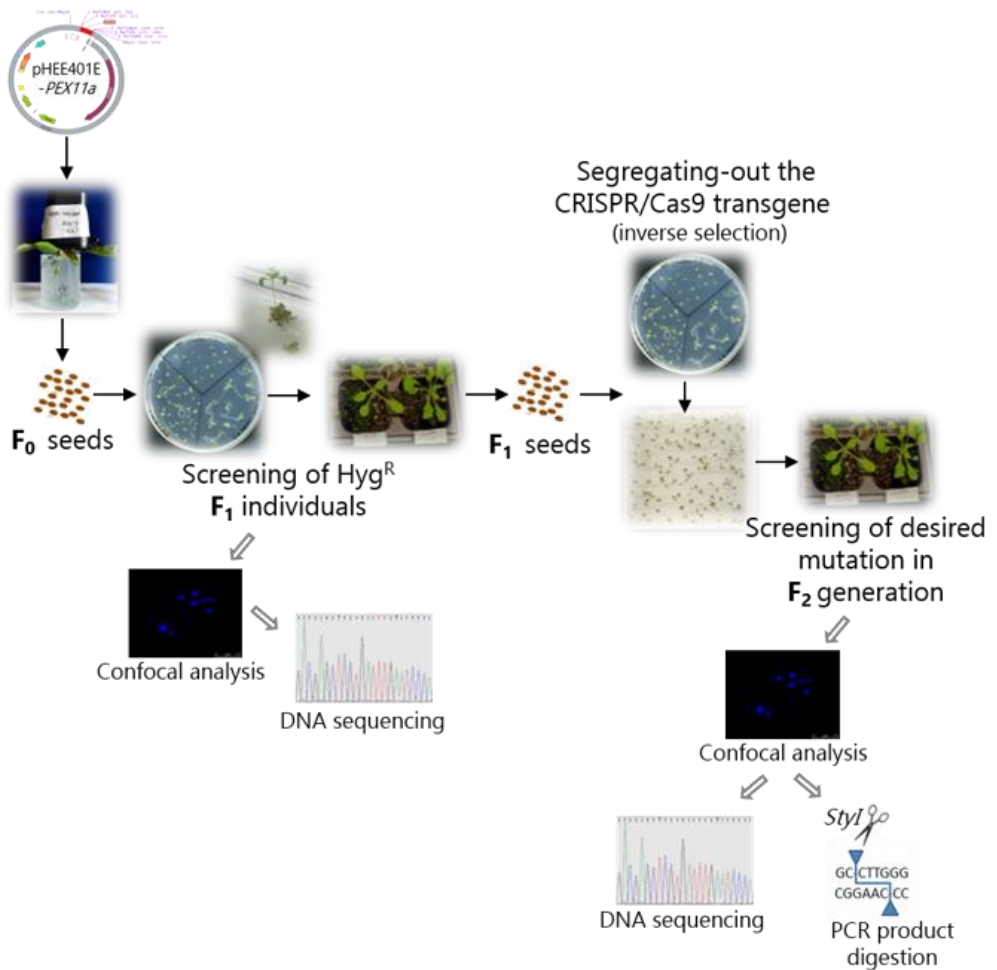 pHEE401E
-PEX11a
Segregating-out the
CRISPR/Cas9 transgene
(inverse selection)
F0 seeds
F1 seeds
Screening of HygR
F1 individuals
Screening of desired
mutation in
F2 generation
Confocal analysis
DNA sequencing
Confocal analysis
StyI
GC CTTGGG
CGGAAC CC
DNA sequencing
PCR product
digestion